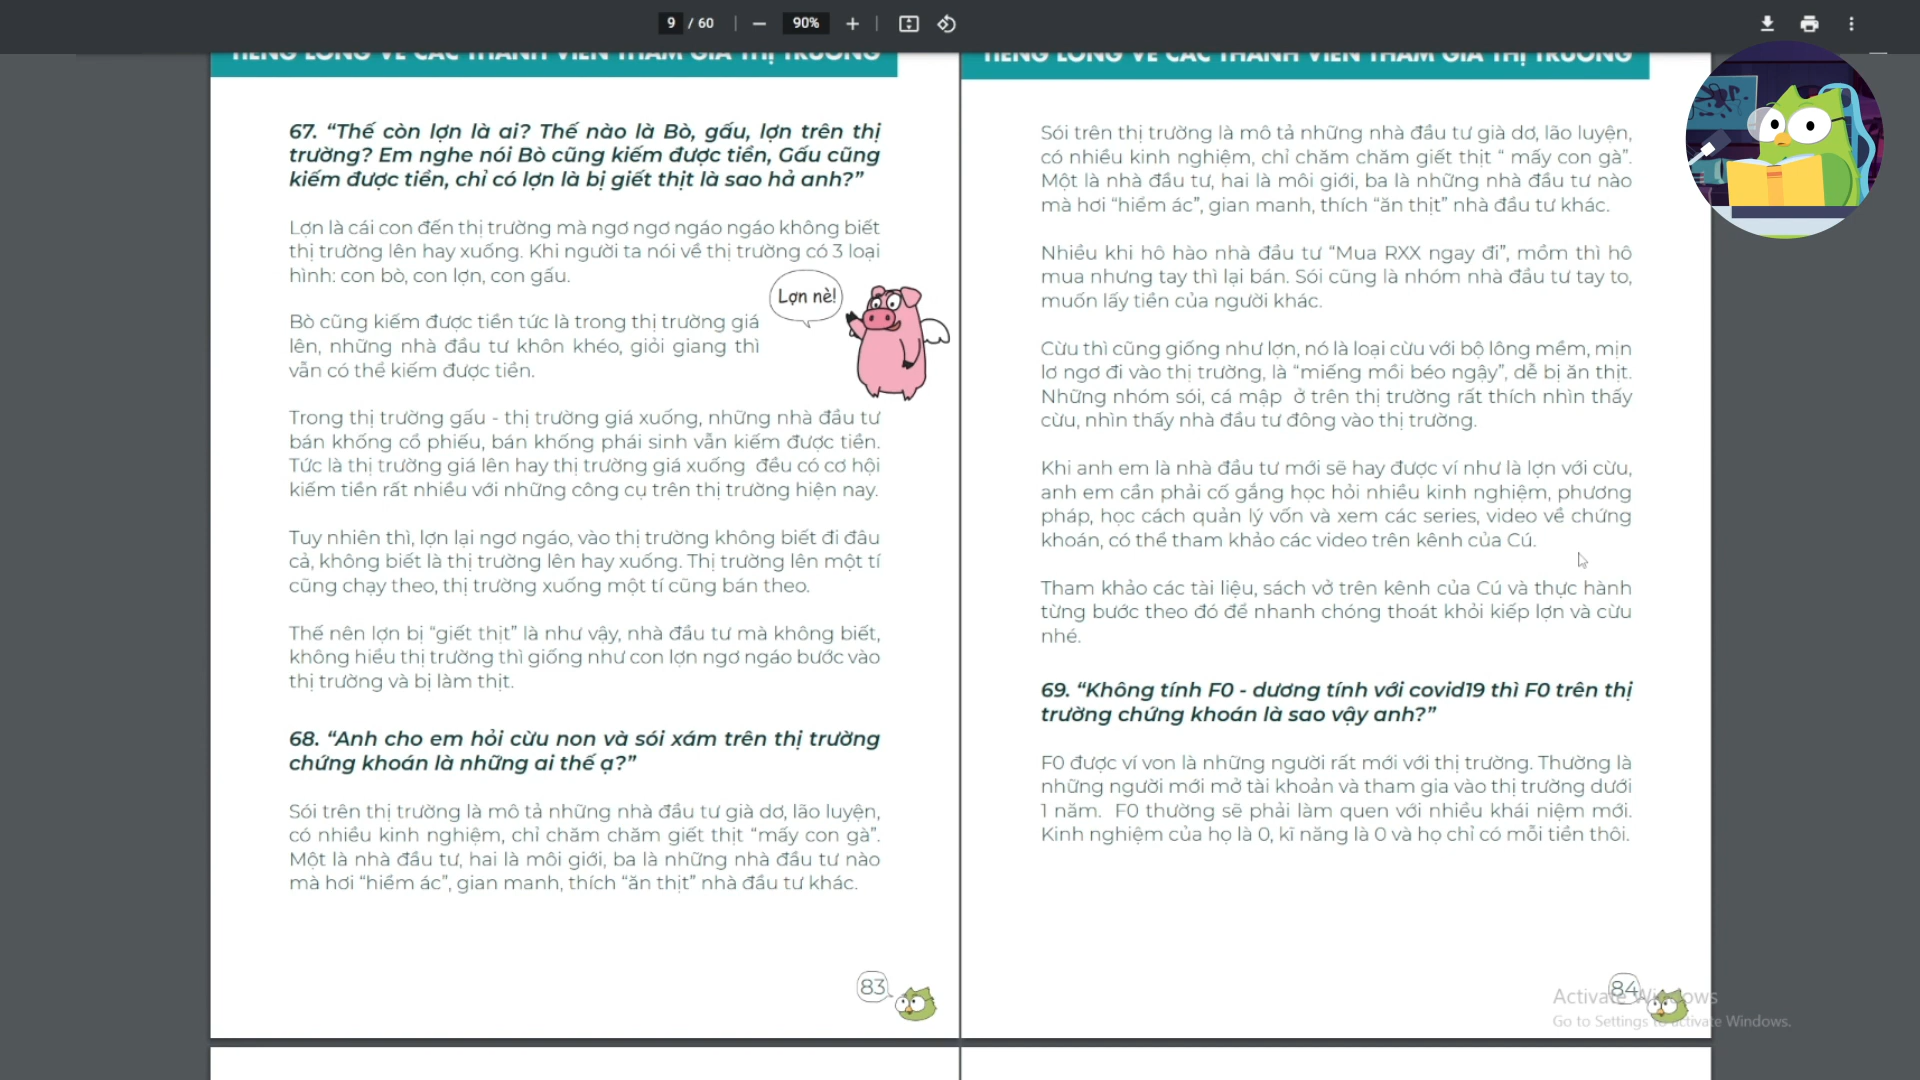 9 / 60
90%
TIẾNG LÓNG VỀ CÁC THÀNH VIÊN THAM GIA THỊ TRƯỜNG
67. “Thế còn lợn là ai? Thế nào là Bò, gấu, lợn trên thị
trường? Em nghe nói Bò cũng kiếm được tiền, Gấu cũng
kiếm được tiền, chỉ có lợn là bị giết thịt là sao hả anh?”
Lợn là cái con đến thị trường mà ngơ ngơ ngáo ngáo không biết
thị trường lên hay xuống. Khi người ta nói về thị trường có 3 loại
hình: con bò, con lợn, con gấu.
Lợn nè!
Bò cũng kiếm được tiền tức là trong thị trường giá
lên, những nhà đầu tư khôn khéo, giỏi giang thì
vẫn có thể kiếm được tiền.
Trong thị trường gấu - thị trường giá xuống, những nhà đầu tư
bán khống cổ phiếu, bán khống phái sinh vẫn kiếm được tiền.
Tức là thị trường giá lên hay thị trường giá xuống đều có cơ hội
kiếm tiền rất nhiều với những công cụ trên thị trường hiện nay.
Tuy nhiên thì, lợn lại ngơ ngáo, vào thị trường không biết đi đâu
cả, không biết là thị trường lên hay xuống. Thị trường lên một tí
cũng chạy theo, thị trường xuống một tí cũng bán theo.
Thế nên lợn bị “giết thịt” là như vậy, nhà đầu tư mà không biết,
không hiểu thị trường thì giống như con lợn ngơ ngáo bước vào
thị trường và bị làm thịt.
68. “Anh cho em hỏi cừu non và sói xám trên thị trường
chứng khoán là những ai thế ạ?”
Sói trên thị trường là mô tả những nhà đầu tư già dơ, lão luyện,
có nhiều kinh nghiệm, chỉ chăm chăm giết thịt “mấy con gà”.
Một là nhà đầu tư, hai là môi giới, ba là những nhà đầu tư nào
mà hơi “hiểm ác”, gian manh, thích “ăn thịt” nhà đầu tư khác.
83
TIẾNG LÓNG VỀ CÁC THÀNH VIÊN THAM GIA THỊ TRƯỜNG
Sói trên thị trường là mô tả những nhà đầu tư già dơ, lão luyện,
có nhiều kinh nghiệm, chỉ chăm chăm giết thịt “ mấy con gà”.
Một là nhà đầu tư, hai là môi giới, ba là những nhà đầu tư nào
mà hơi “hiểm ác”, gian manh, thích “ăn thịt” nhà đầu tư khác.
Nhiều khi hô hào nhà đầu tư “Mua RXX ngay đi”, mồm thì hô
mua nhưng tay thì lại bán. Sói cũng là nhóm nhà đầu tư tay to,
muốn lấy tiền của người khác.
Cừu thì cũng giống như lợn, nó là loại cừu với bộ lông mềm, mịn
lơ ngơ đi vào thị trường, là “miếng mồi béo ngậy”, dễ bị ăn thịt.
Những nhóm sói, cá mập ở trên thị trường rất thích nhìn thấy
cừu, nhìn thấy nhà đầu tư đông vào thị trường.
Khi anh em là nhà đầu tư mới sẽ hay được ví như là lợn với cừu,
anh em cần phải cố gắng học hỏi nhiều kinh nghiệm, phương
pháp, học cách quản lý vốn và xem các series, video về chứng
khoán, có thể tham khảo các video trên kênh của Cú.
Tham khảo các tài liệu, sách vở trên kênh của Cú và thực hành
từng bước theo đó để nhanh chóng thoát khỏi kiếp lợn và cừu
nhé.
69. “Không tính F0 - dương tính với covid19 thì F0 trên thị
trường chứng khoán là sao vậy anh?”
F0 được ví von là những người rất mới với thị trường. Thường là
những người mới mở tài khoản và tham gia vào thị trường dưới
1 năm. F0 thường sẽ phải làm quen với nhiều khái niệm mới.
Kinh nghiệm của họ là 0, kĩ năng là 0 và họ chỉ có mỗi tiền thôi.
84
Activate Windows
Go to Settings to activate Windows.